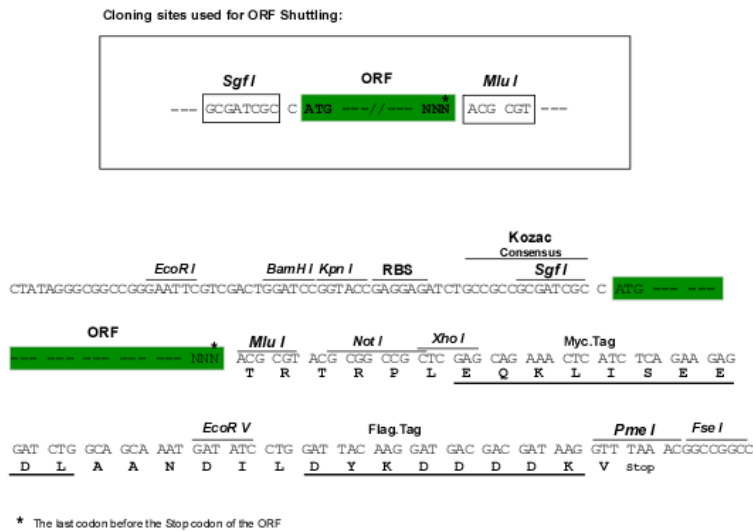 Cloning sites used for ORF Shuttling:
Sgf I ORF Mlu I
--- GCGATCGC C ATG ---//--- NNN* ACG CGT ---
Kozac
Consensus
EcoR I BamH I Kpn I RBS Sgf I
CTATAGGGCGGCCGGGAATTCGTCGACTGGATCCGGTACCGAGGAGATCTGCCGCCGCGATCGC C ATG --- ---
ORF Mlu I Not I Xho I Myc.Tag
--- --- --- --- --- --- NNN* ACG CGT ACG CGG CCG CTC GAG CAG AAA CTC ATC TCA GAA GAG
T R T R P L E Q K L I S E E
EcoR V Flag.Tag Pme I Fse I
GAT CTG GCA GCA AAT GAT ATC CTG GAT TAC AAG GAT GAC GAC GAT AAG GTT TAA ACGGCCGGCC
D L A A N D I L D Y K D D D D K V Stop
* The last codon before the Stop codon of the ORF